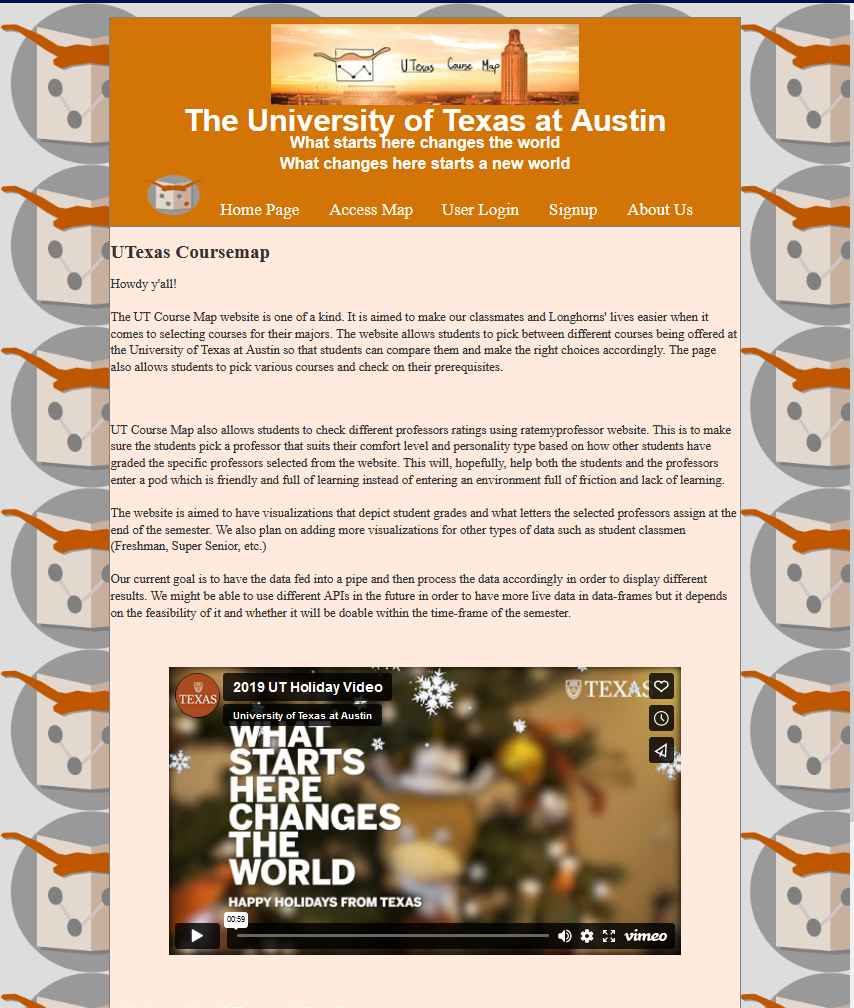 UTexas Course Map
The University of Texas at Austin
What starts here changes the world
What changes here starts a new world
Home Page Access Map User Login Signup About Us
UTexas Coursemap
Howdy y'all!
The UT Course Map website is one of a kind. It is aimed to make our classmates and Longhorns' lives easier when it
comes to selecting courses for their majors. The website allows students to pick between different courses being offered at
the University of Texas at Austin so that students can compare them and make the right choices accordingly. The page
also allows students to pick various courses and check on their prerequisites.
UT Course Map also allows students to check different professors ratings using ratemyprofessor website. This is to make
sure the students pick a professor that suits their comfort level and personality type based on how other students have
graded the specific professors selected from the website. This will, hopefully, help both the students and the professors
enter a pod which is friendly and full of learning instead of entering an environment full of friction and lack of learning.
The website is aimed to have visualizations that depict student grades and what letters the selected professors assign at the
end of the semester. We also plan on adding more visualizations for other types of data such as student classmen
(Freshman, Super Senior, etc.)
Our current goal is to have the data fed into a pipe and then process the data accordingly in order to display different
results. We might be able to use different APIs in the future in order to have more live data in data-frames but it depends
on the feasibility of it and whether it will be doable within the time-frame of the semester.
TEXAS
2019 UT Holiday Video
University of Texas at Austin
TEXAS
WHAT
STARTS
HERE
CHANGES
THE
WORLD
HAPPY HOLIDAYS FROM TEXAS
00:59
vimeo